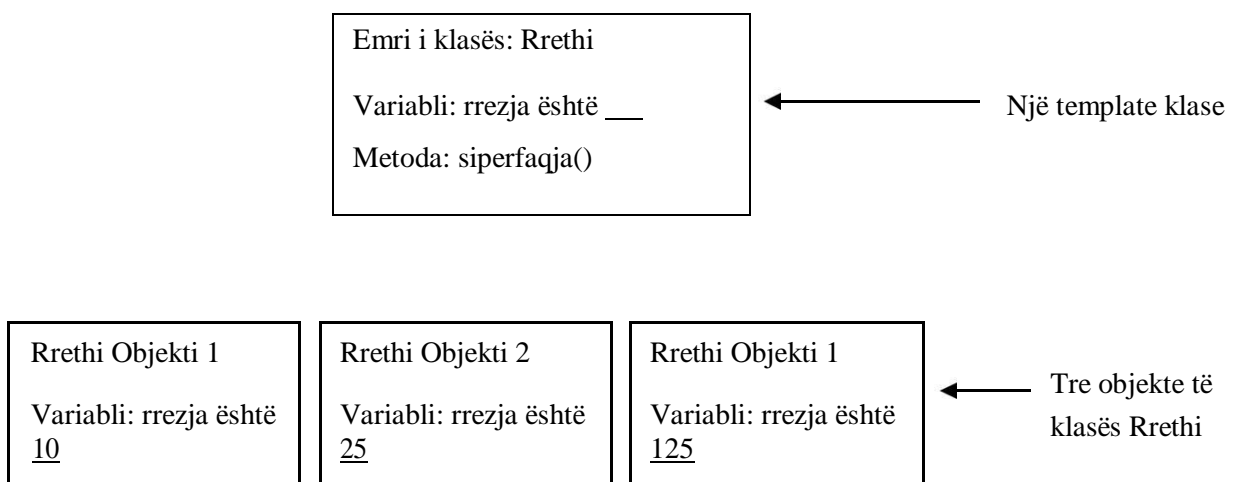 Emri i klasës: Rrethi
Variabli: rrezja është ___
Metoda: siperfaqja()
Një template klase
Rrethi Objekti 1
Variabli: rrezja është
10
Rrethi Objekti 2
Variabli: rrezja është
25
Rrethi Objekti 1
Variabli: rrezja është
125
Tre objekte të
klasës Rrethi